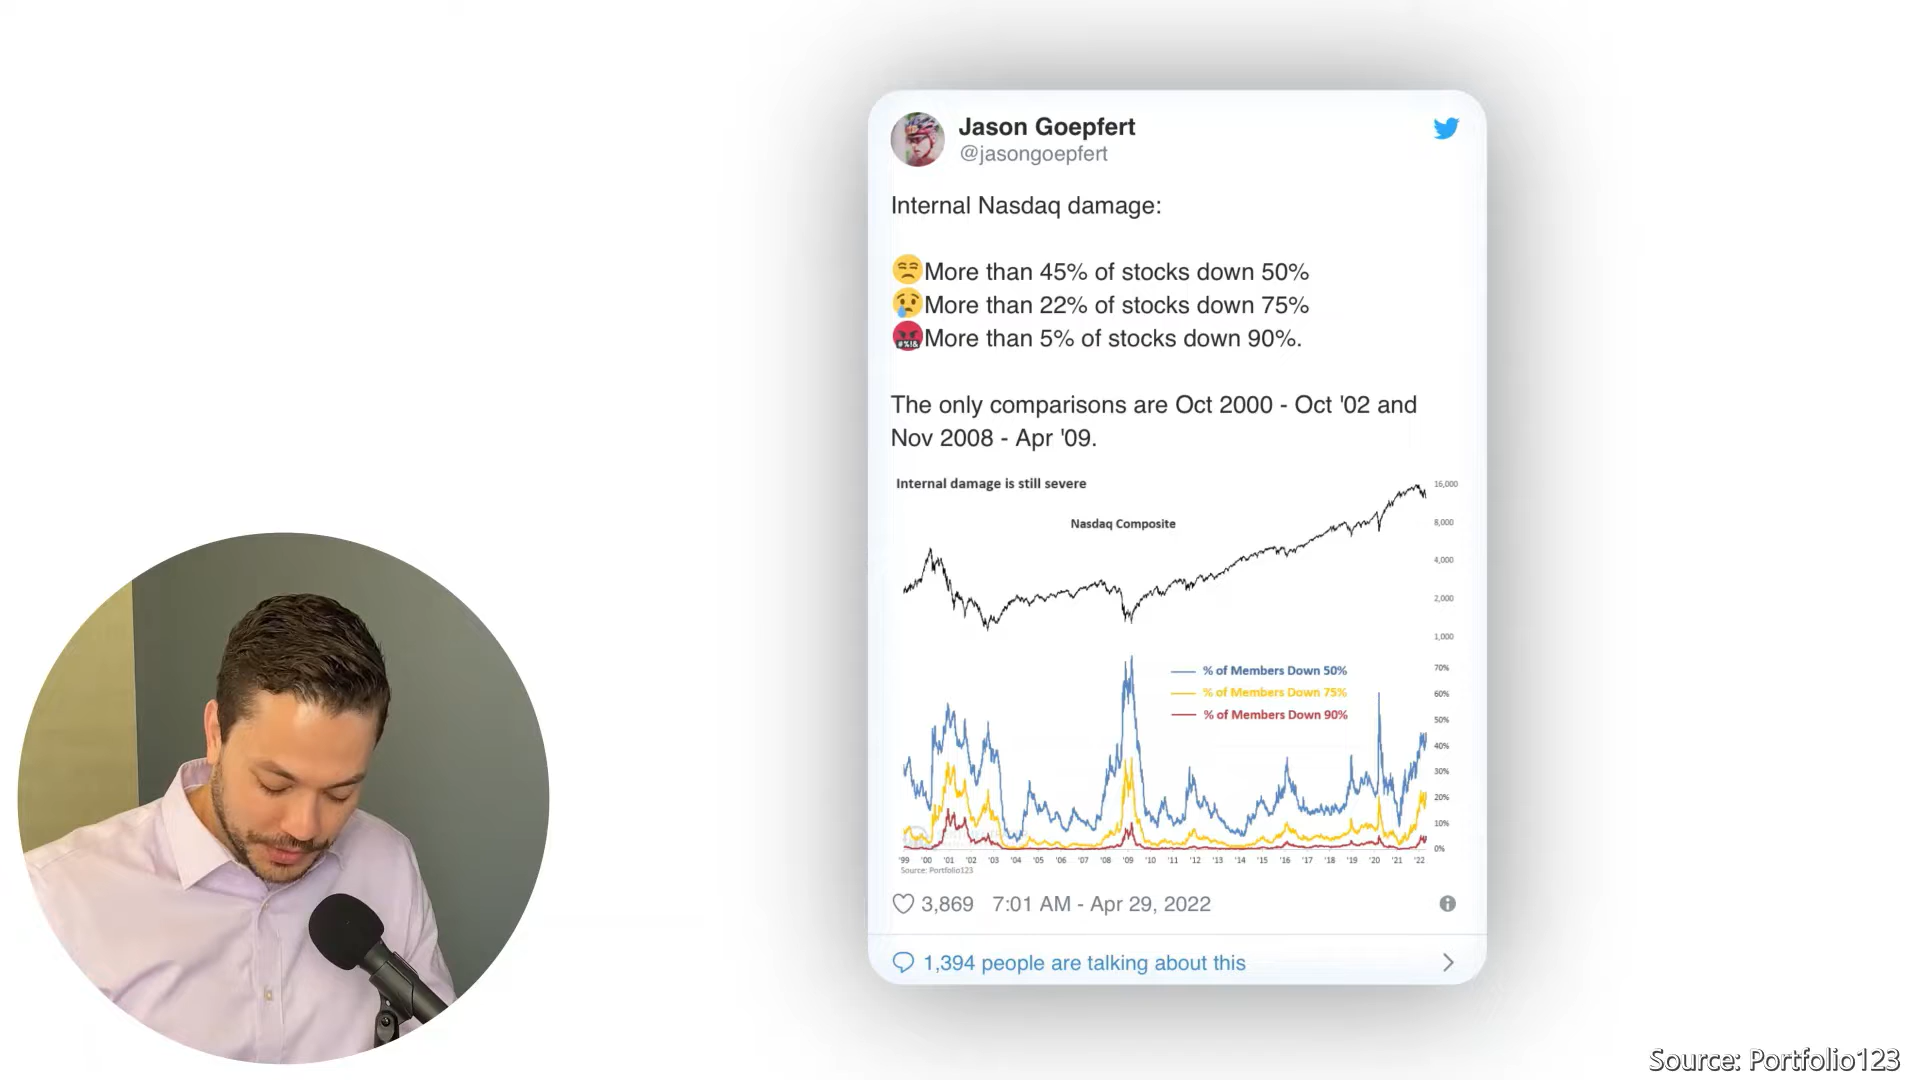 Jason Goepfert
@jasongoepfert
Internal Nasdaq damage:
😒More than 45% of stocks down 50%
😢More than 22% of stocks down 75%
🤬More than 5% of stocks down 90%.
The only comparisons are Oct 2000 - Oct '02 and
Nov 2008 - Apr '09.
Internal damage is still severe
Nasdaq Composite
16,000
8,000
4,000
2,000
1,000
% of Members Down 50%
% of Members Down 75%
% of Members Down 90%
70%
60%
50%
40%
30%
20%
10%
0%
'99 '00 '01 '02 '03 '04 '05 '06 '07 '08 '09 '10 '11 '12 '13 '14 '15 '16 '17 '18 '19 '20 '21 '22
Source: Portfolio123
3,869 7:01 AM - Apr 29, 2022
1,394 people are talking about this
Source: Portfolio123